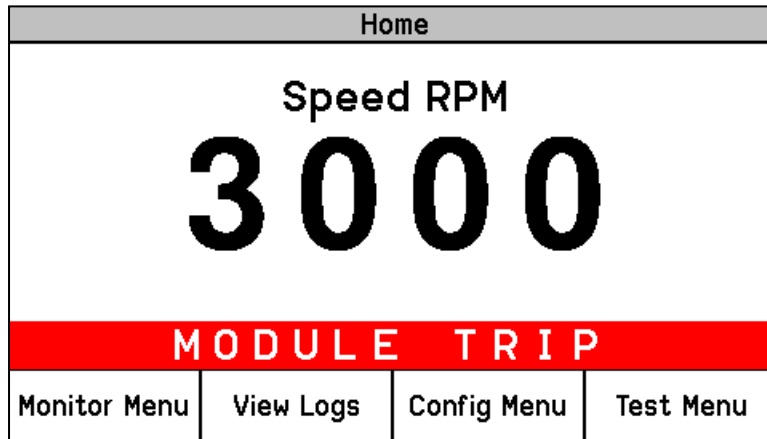 Home
Speed RPM
3000
MODULE TRIP
Monitor Menu View Logs Config Menu Test Menu